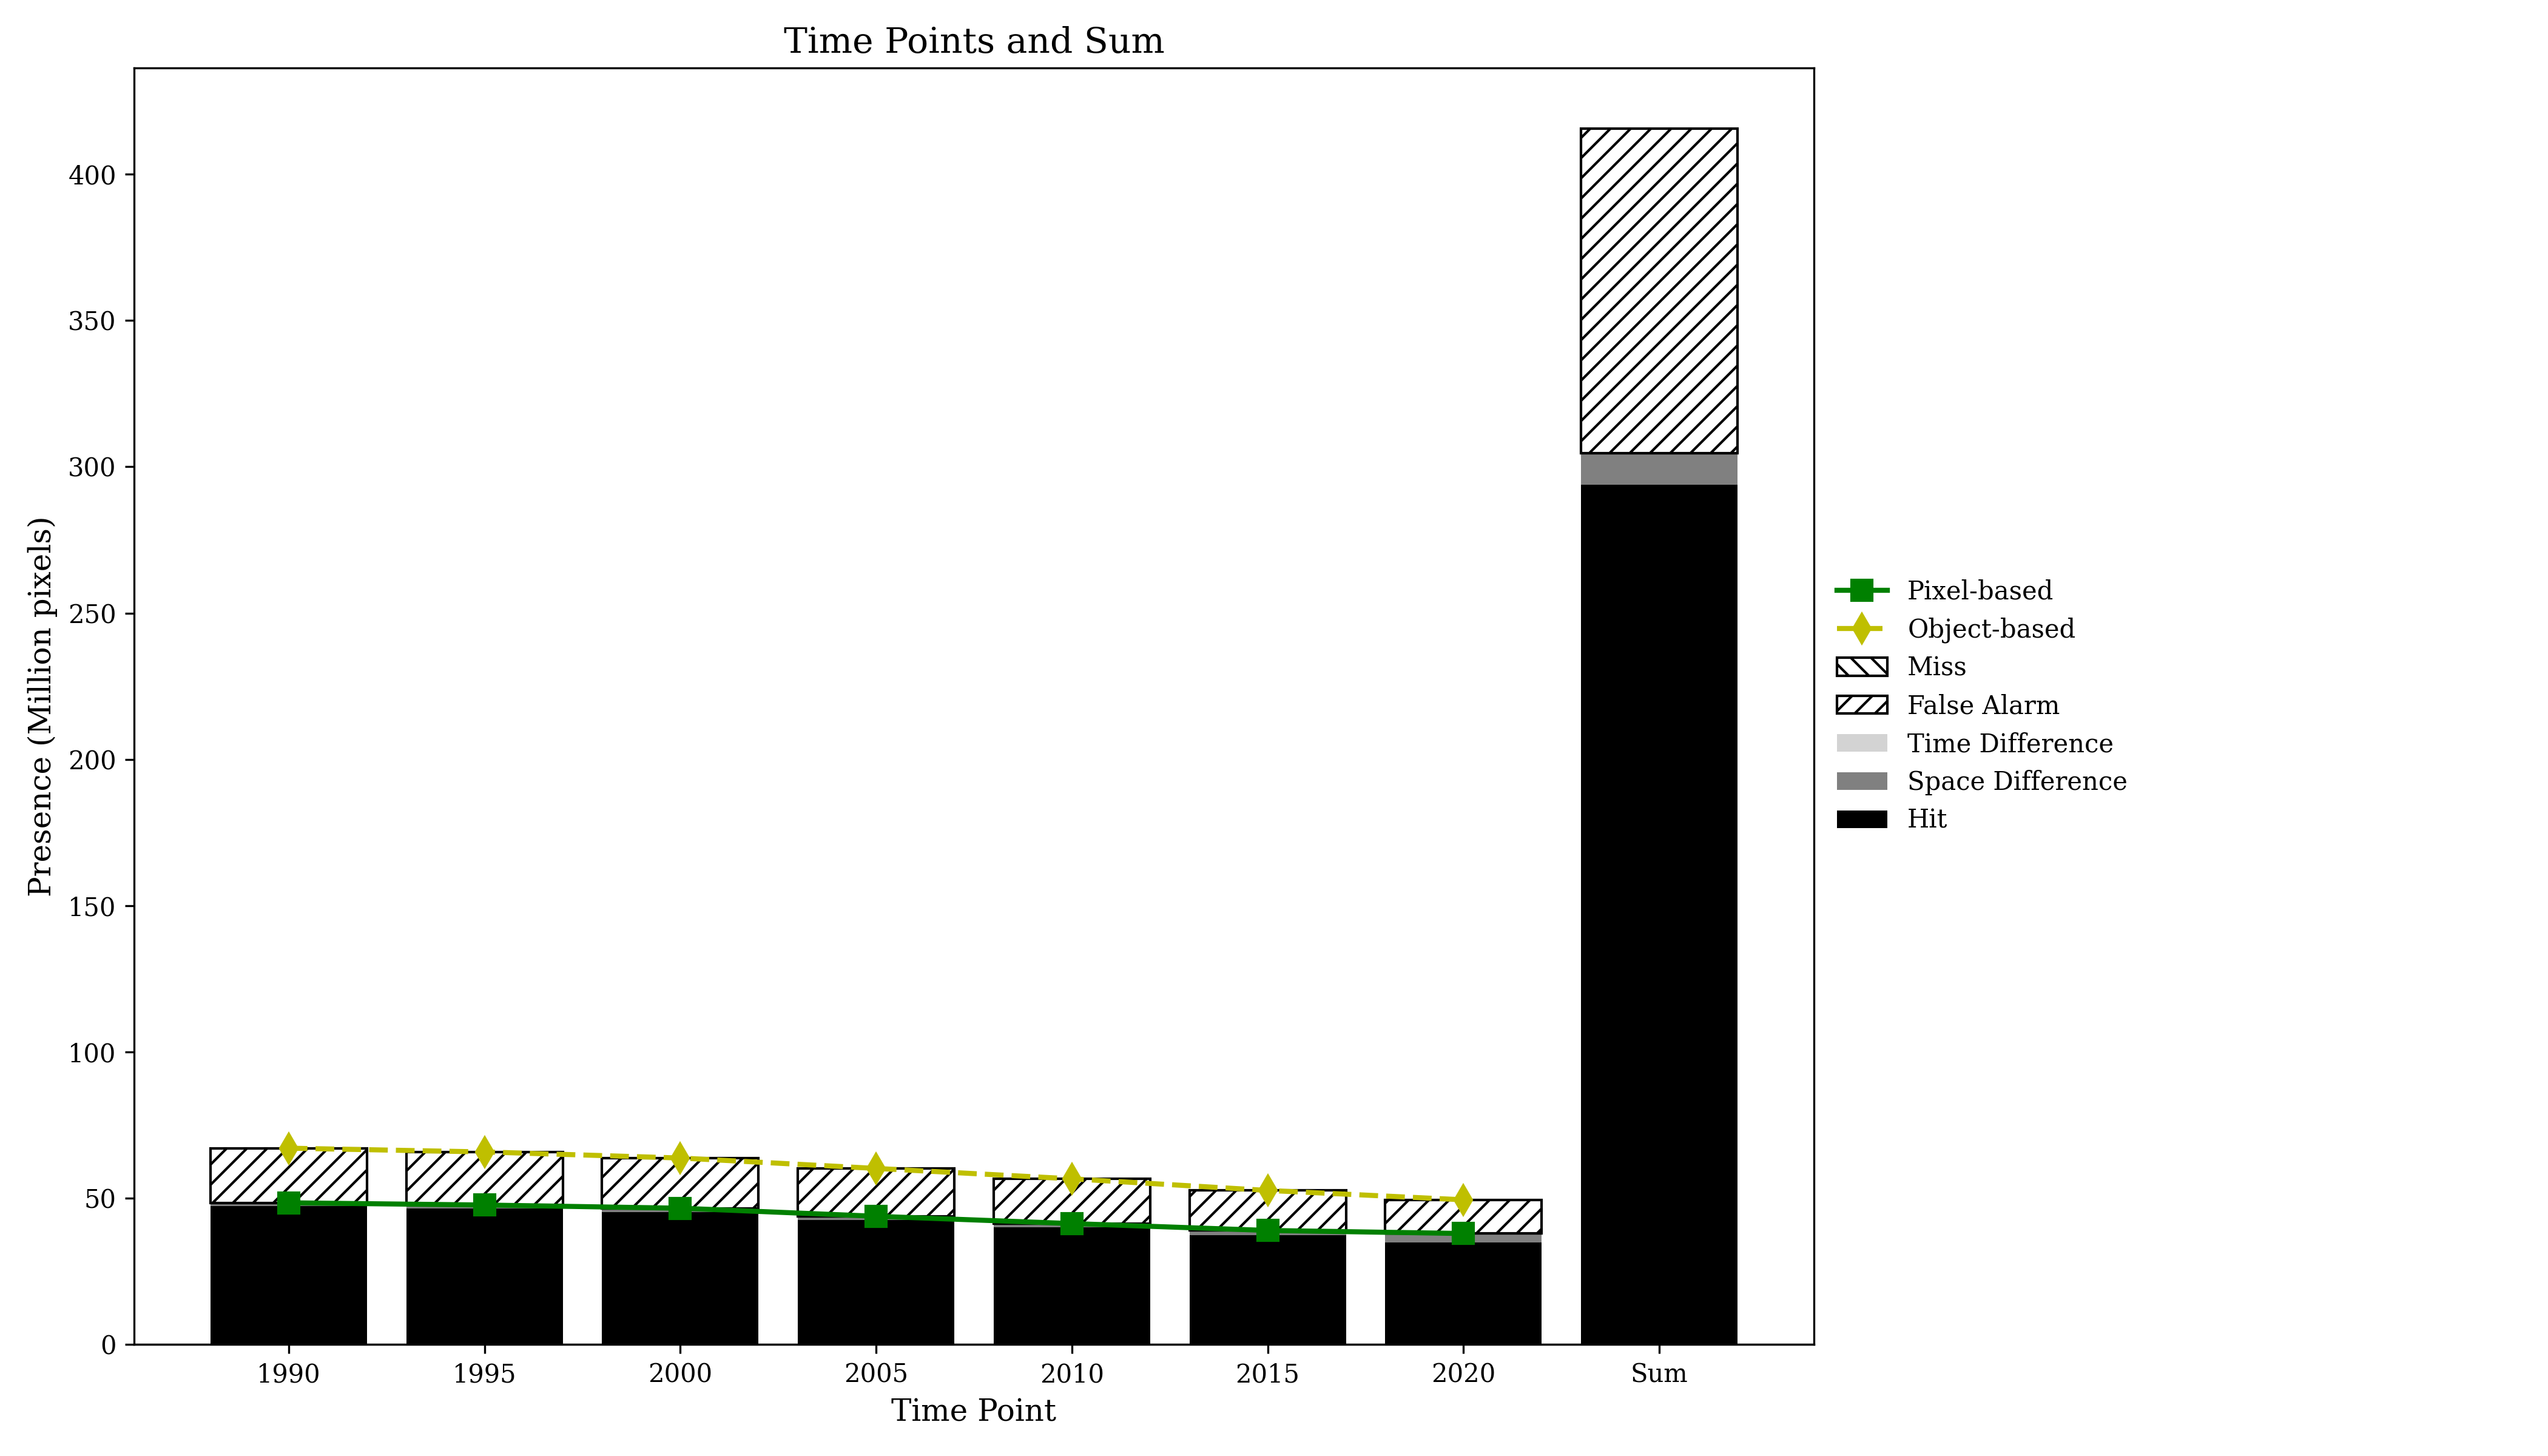 Time Points and Sum
Presence (Million pixels)
400
350
300
250
200
150
100
50
0
1990 1995 2000 2005 2010 2015 2020 Sum
Time Point
Pixel-based
Object-based
Miss
False Alarm
Time Difference
Space Difference
Hit